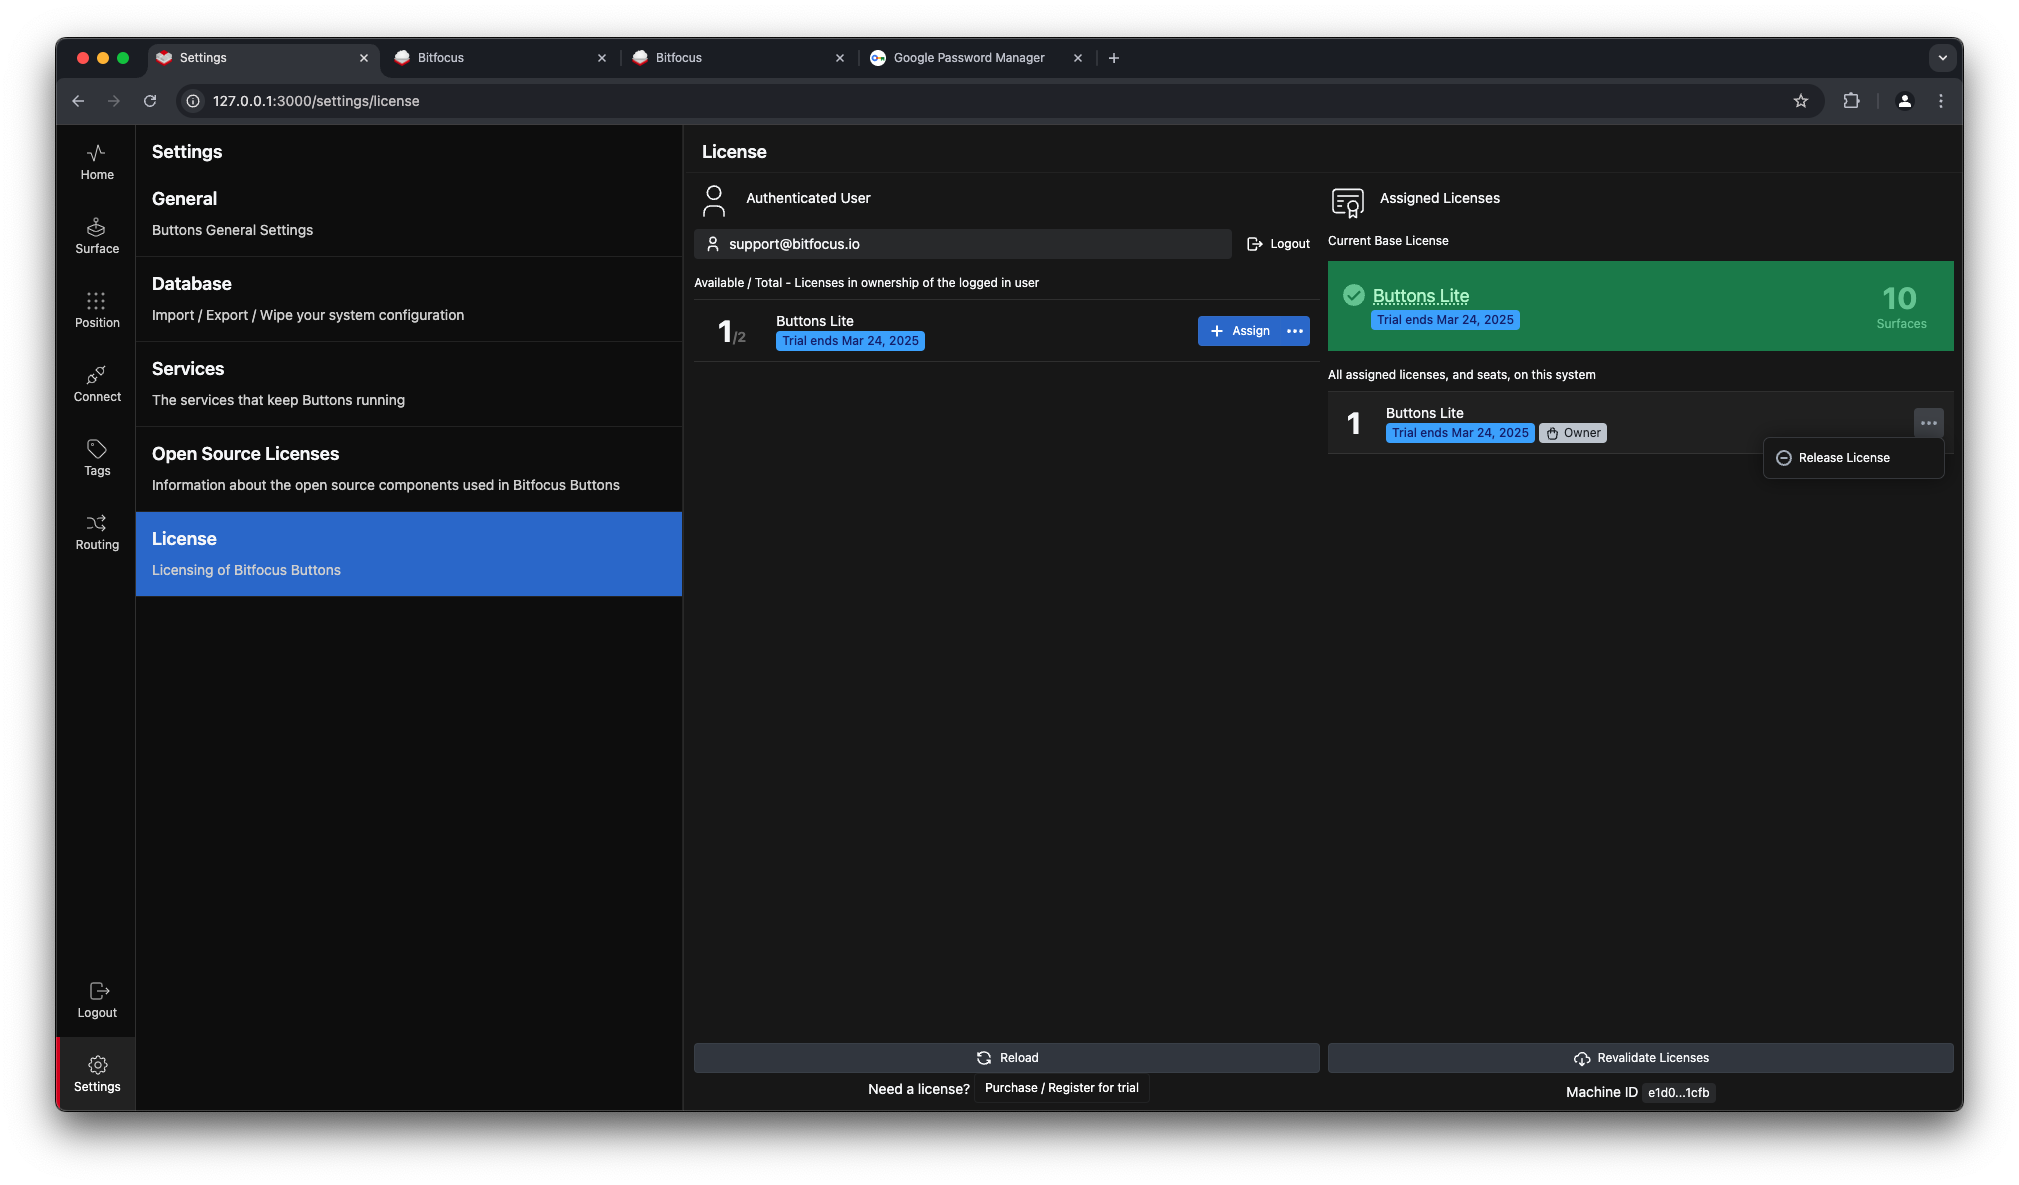 Settings
Bitfocus
Bitfocus
Google Password Manager
127.0.0.1:3000/settings/license
Home
Surface
Position
Connect
Tags
Routing
Logout
Settings
Settings
General
Buttons General Settings
Database
Import / Export / Wipe your system configuration
Services
The services that keep Buttons running
Open Source Licenses
Information about the open source components used in Bitfocus Buttons
License
Licensing of Bitfocus Buttons
License
Authenticated User
support@bitfocus.io
Logout
Available / Total - Licenses in ownership of the logged in user
1/2
Buttons Lite
Trial ends Mar 24, 2025
Assign
Reload
Need a license? Purchase / Register for trial
Assigned Licenses
Current Base License
Buttons Lite
Trial ends Mar 24, 2025
10
Surfaces
All assigned licenses, and seats, on this system
1
Buttons Lite
Trial ends Mar 24, 2025 Owner
Release License
Revalidate Licenses
Machine ID e1d0...1cfb